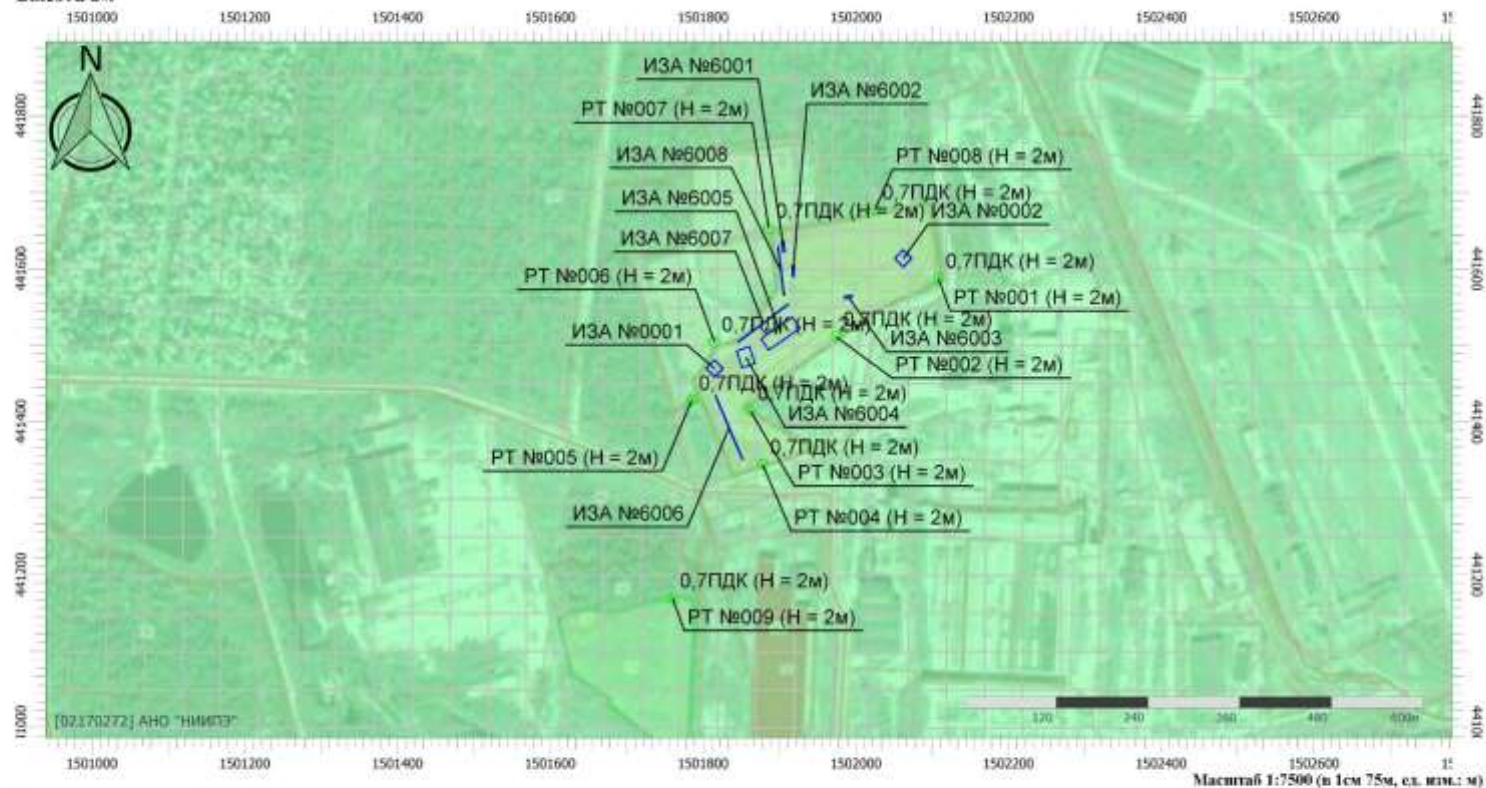 1501000 1501200 1501400 1501600 1501800 1502000 1502200 1502400 1502600
N
441800
441800
ИЗА №6001
ИЗА №6002
РТ №007 (Н = 2м)
ИЗА №6008
РТ №008 (Н = 2м)
0,7ПДК (Н = 2м)
ИЗА №6005
0,7ПДК (Н = 2м)
ИЗА №0002
ИЗА №6007
441600
441600
РТ №006 (Н = 2м)
0,7ПДК (Н = 2м)
РТ №001 (Н = 2м)
ИЗА №0001
0,7ПДК (Н = 2м)
0,7ПДК (Н = 2м)
ИЗА №6003
РТ №002 (Н = 2м)
0,7ПДК (Н = 2м)
0,7ПДК (Н = 2м)
ИЗА №6004
441400
441400
0,7ПДК (Н = 2м)
РТ №005 (Н = 2м)
РТ №003 (Н = 2м)
ИЗА №6006
РТ №004 (Н = 2м)
441200
441200
0,7ПДК (Н = 2м)
РТ №009 (Н = 2м)
[02170272] АНО "НИИПЭ"
120 240 360 480 600м
1501000 1501200 1501400 1501600 1501800 1502000 1502200 1502400 1502600
Масштаб 1:7500 (в 1см 75м, ед. изм.: м)